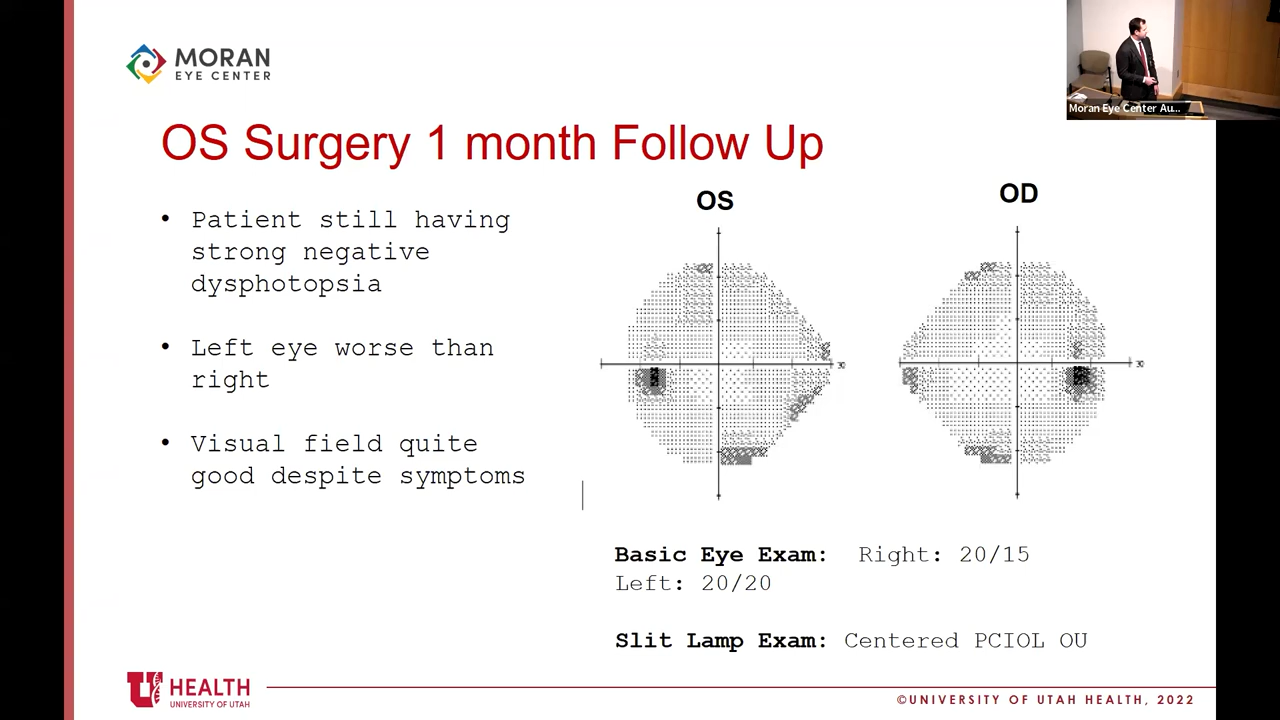 MORAN
EYE CENTER
Moran Eye Center Au...
OS Surgery 1 month Follow Up
• Patient still having
strong negative
dysphotopsia
• Left eye worse than
right
• Visual field quite
good despite symptoms
OS
30
OD
30
Basic Eye Exam: Right: 20/15
Left: 20/20
Slit Lamp Exam: Centered PCIOL OU
U HEALTH
UNIVERSITY OF UTAH
©UNIVERSITY OF UTAH HEALTH, 2022